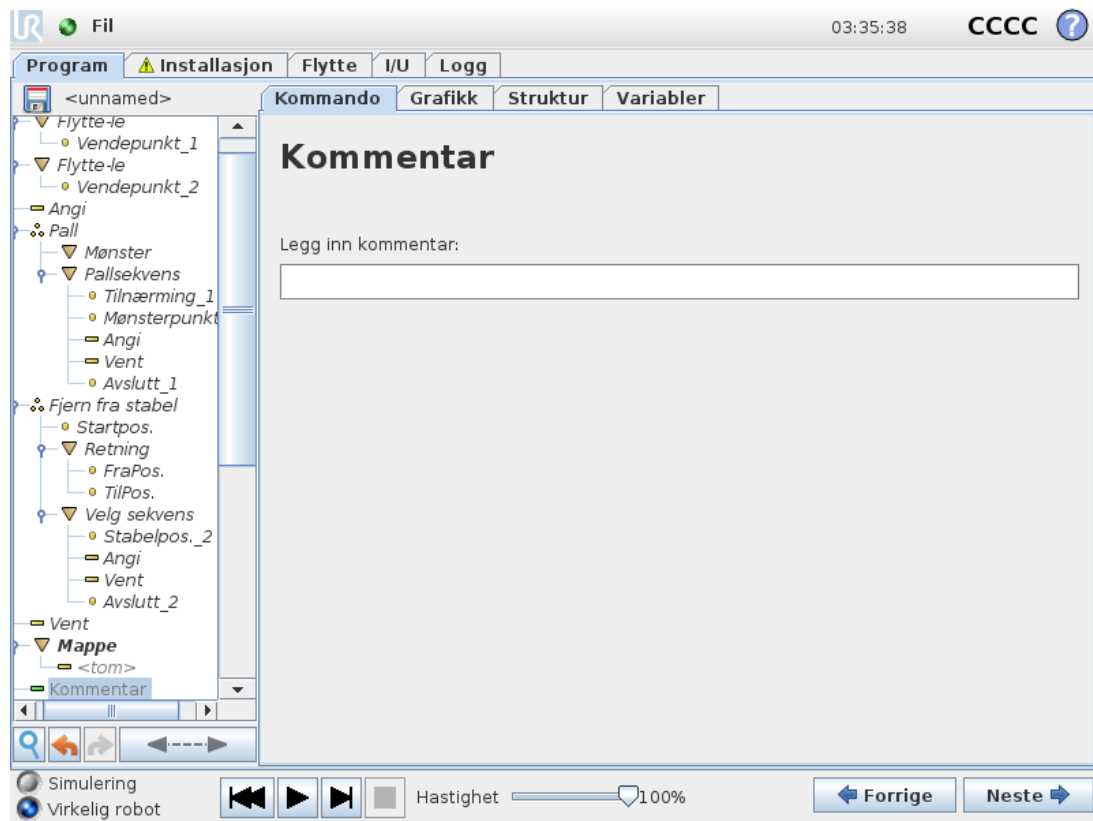 Fil 03:35:38 CCCC ?
Program Installasjon Flytte I/U Logg
<unnamed> Kommando Grafikk Struktur Variabler
Flytte-le
Vendepunkt_1
Flytte-le
Vendepunkt_2
Angi
Pall
Mønster
Pallsekvens
Tilnærming_1
Mønsterpunkt
Angi
Vent
Avslutt_1
Fjern fra stabel
Startpos.
Retning
FraPos.
TilPos.
Velg sekvens
Stabelpos._2
Angi
Vent
Avslutt_2
Vent
Mappe
<tom>
Kommentar
Kommentar
Legg inn kommentar:
Simulering
Virkelig robot
Hastighet 100%
Forrige Neste